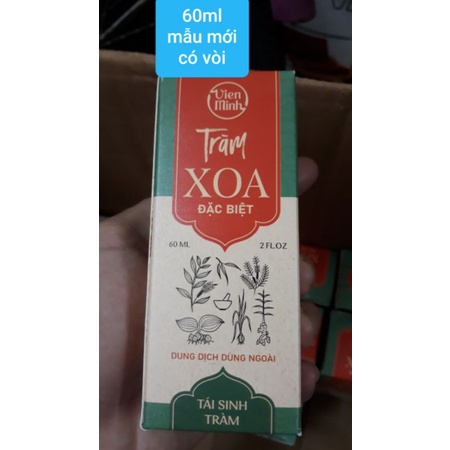 60ml
mẫu mới
có vòi
Vien
Minh
Tràm
XOA
ĐẶC BIỆT
60 ML 2 FL.OZ
DUNG DỊCH DÙNG NGOÀI
TÁI SINH
TRÀM